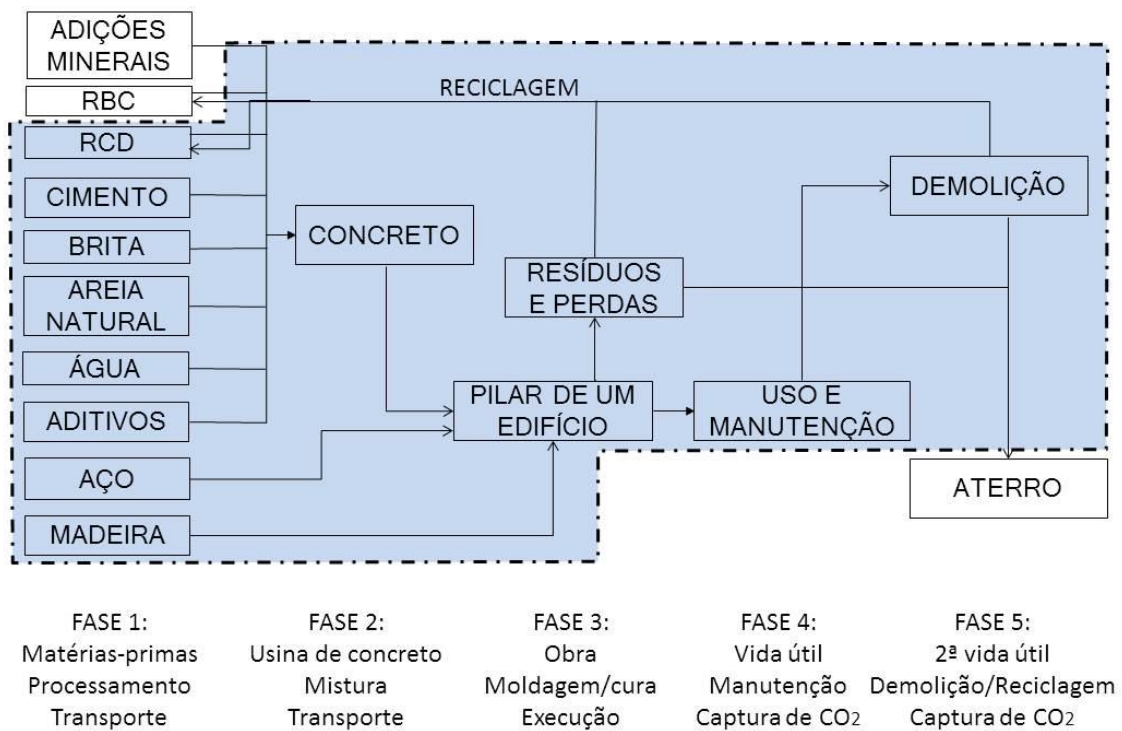 ADIÇÕES
MINERAIS
RBC
RECICLAGEM
RCD
CIMENTO
BRITA
AREIA
NATURAL
ÁGUA
ADITIVOS
AÇO
MADEIRA
CONCRETO
RESÍDUOS
E PERDAS
PILAR DE UM
EDIFÍCIO
USO E
MANUTENÇÃO
DEMOLIÇÃO
ATERRO
FASE 1:
Matérias-primas
Processamento
Transporte
FASE 2:
Usina de concreto
Mistura
Transporte
FASE 3:
Obra
Moldagem/cura
Execução
FASE 4:
Vida útil
Manutenção
Captura de CO2
FASE 5:
2ª vida útil
Demolição/Reciclagem
Captura de CO2